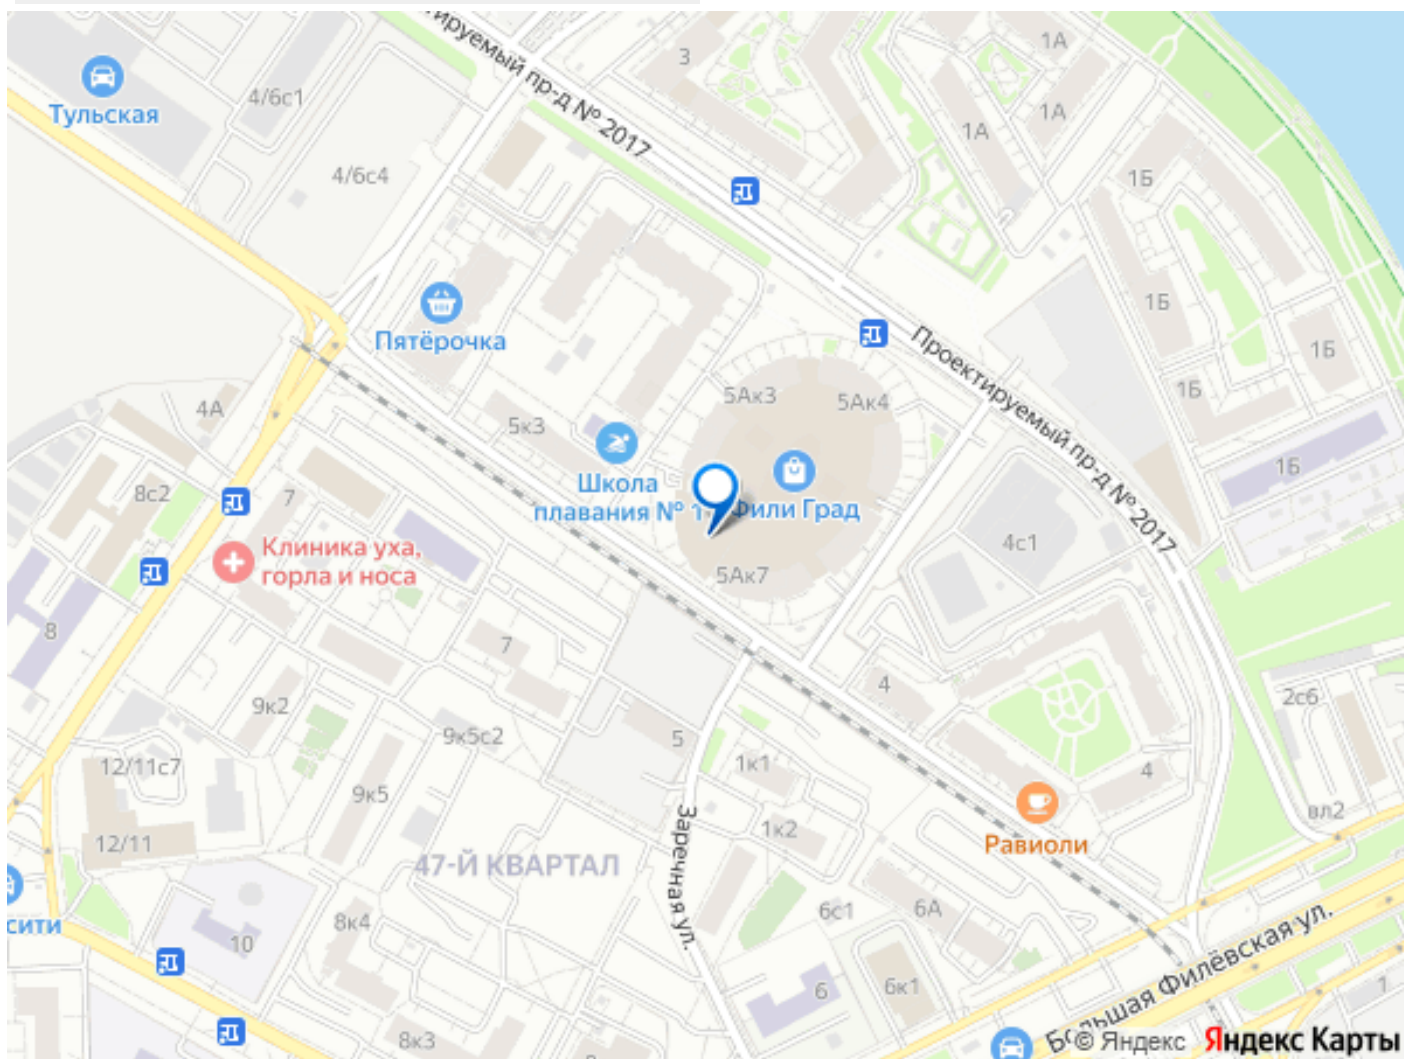 тируемый пр-д № 2017
3
1А
1А
1А
Тульская
4/6с1
4/6с4
1Б
1Б
1Б
1Б
1Б
Пятёрочка
Проектируемый пр-д № 2017
5Ак3
5Ак4
4А
5к3
8с2
7
Школа
плавания № 1
Фили Град
4с1
Клиника уха,
горла и носа
5Ак7
8
7
4
2с6
9к2
9к5с2
5
1к1
4
12/11с7
9к5
вл2
12/11
1к2
Равиоли
47-Й КВАРТАЛ
Заречная ул.
сити
8к4
6с1
6А
10
Большая Филёвская ул.
6
6к1
1
8к3
© Яндекс Яндекс Карты